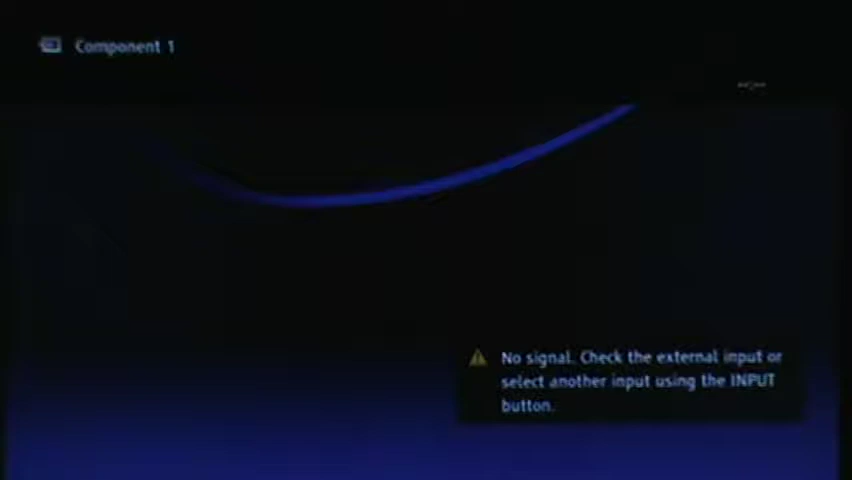 Component 1
No signal. Check the external input or
select another input using the INPUT
button.